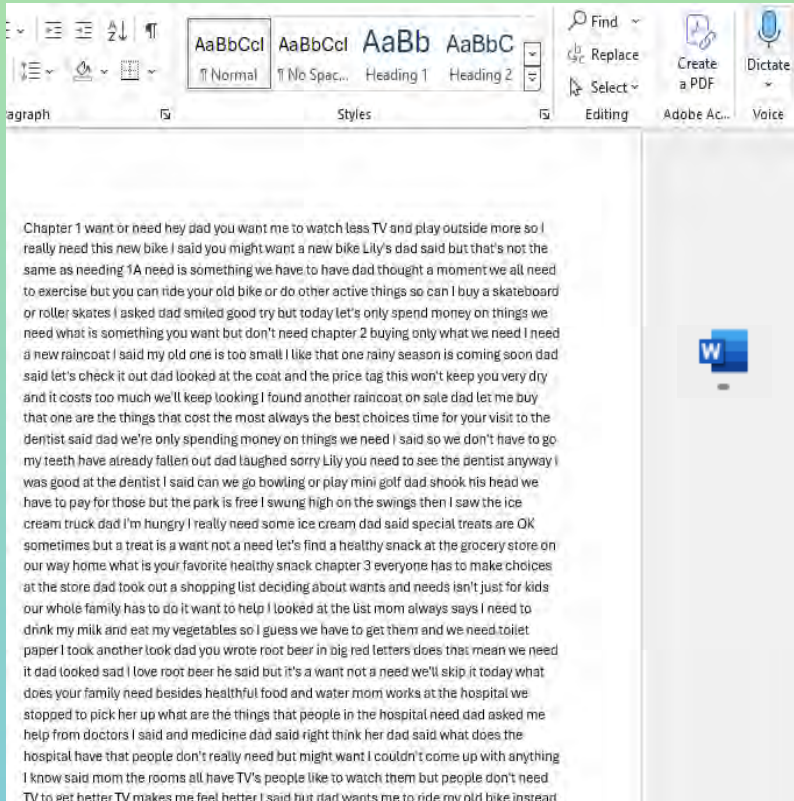 Find
AaBbCcI AaBbCcI AaBb AaBbC
Replace
Create
Dictate
¶ Normal ¶ No Spac... Heading 1 Heading 2
a PDF
Select
agraph Styles Editing Adobe Ac... Voice
Chapter 1 want or need hey dad you want me to watch less TV and play outside more so I
really need this new bike I said you might want a new bike Lily's dad said but that's not the
same as needing 1A need is something we have to have dad thought a moment we all need
to exercise but you can ride your old bike or do other active things so can I buy a skateboard
or roller skates I asked dad smiled good try but today let's only spend money on things we
need what is something you want but don't need chapter 2 buying only what we need I need
a new raincoat I said my old one is too small I like that one rainy season is coming soon dad
said let's check it out dad looked at the coat and the price tag this won't keep you very dry
and it costs too much we'll keep looking I found another raincoat on sale dad let me buy
that one are the things that cost the most always the best choices time for your visit to the
dentist said dad we're only spending money on things we need I said so we don't have to go
my teeth have already fallen out dad laughed sorry Lily you need to see the dentist anyway I
was good at the dentist I said can we go bowling or play mini golf dad shook his head we
have to pay for those but the park is free I swung high on the swings then I saw the ice
cream truck dad I'm hungry I really need some ice cream dad said special treats are OK
sometimes but a treat is a want not a need let's find a healthy snack at the grocery store on
our way home what is your favorite healthy snack chapter 3 everyone has to make choices
at the store dad took out a shopping list deciding about wants and needs isn't just for kids
our whole family has to do it want to help I looked at the list mom always says I need to
drink my milk and eat my vegetables so I guess we have to get them and we need toilet
paper I took another look dad you wrote root beer in big red letters does that mean we need
it dad looked sad I love root beer he said but it's a want not a need we'll skip it today what
does your family need besides healthful food and water mom works at the hospital we
stopped to pick her up what are the things that people in the hospital need dad asked me
help from doctors I said and medicine dad said right think her dad said what does the
hospital have that people don't really need but might want I couldn't come up with anything
I know said mom the rooms all have TV's people like to watch them but people don't need
TV to get better TV makes me feel better I said but dad wants me to ride my old bike instead
W